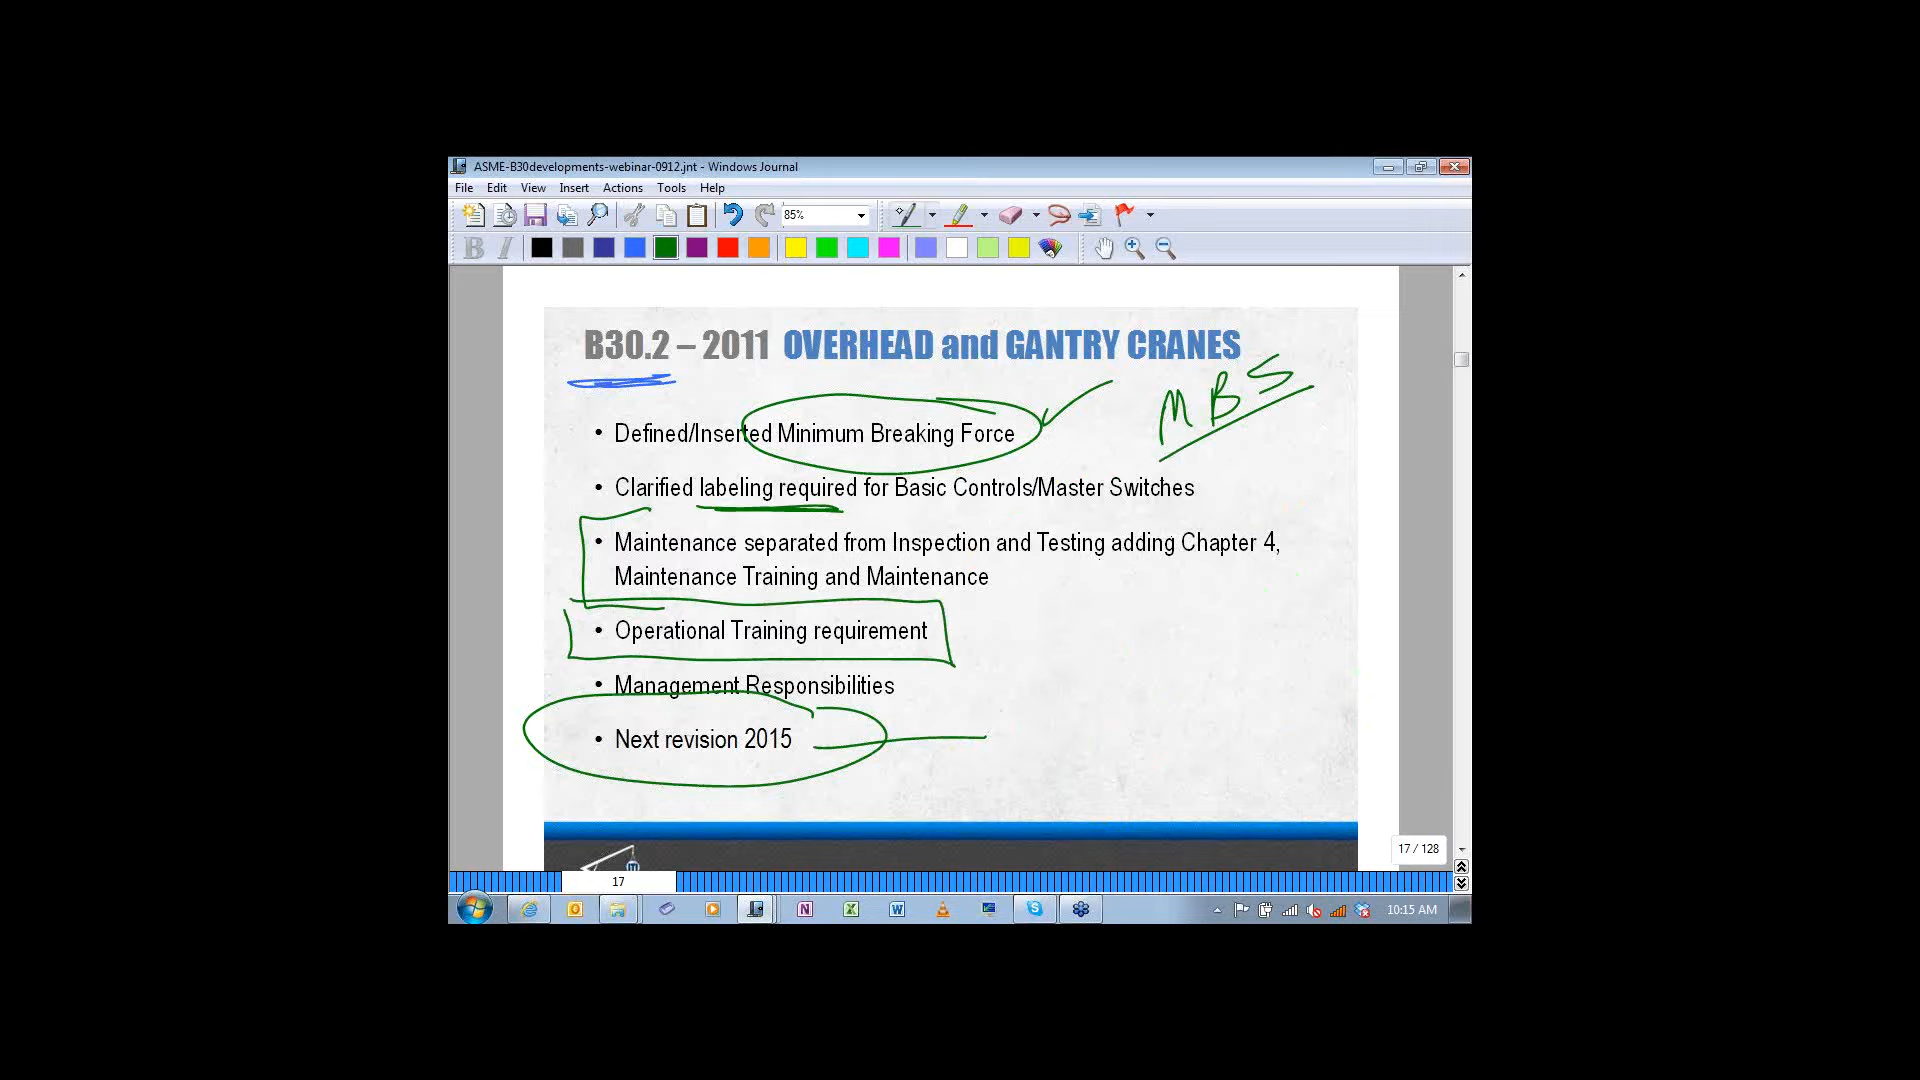 ASME-B30developments-webinar-0912.jnt - Windows Journal
File Edit View Insert Actions Tools Help
85%
B I
B30.2 – 2011 OVERHEAD and GANTRY CRANES
MBS
• Defined/Inserted Minimum Breaking Force
• Clarified labeling required for Basic Controls/Master Switches
• Maintenance separated from Inspection and Testing adding Chapter 4,
Maintenance Training and Maintenance
• Operational Training requirement
• Management Responsibilities
• Next revision 2015
17 / 128
17
10:15 AM